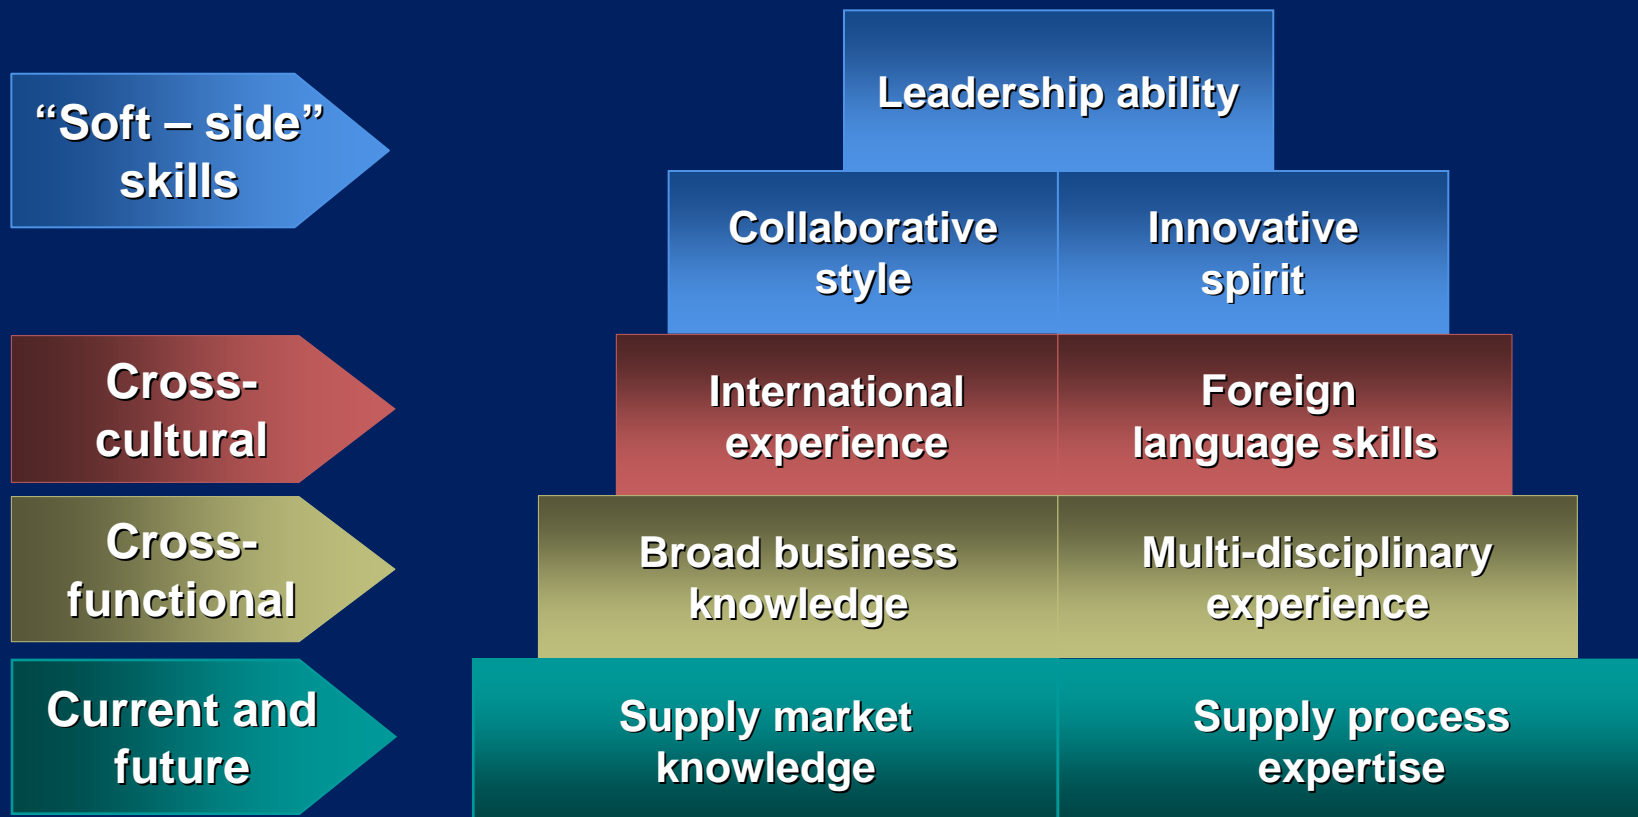 Leadership ability
“Soft – side”
skills
Collaborative
style
Innovative
spirit
Cross-
cultural
International
experience
Foreign
language skills
Cross-
functional
Broad business
knowledge
Multi-disciplinary
experience
Current and
future
Supply market
knowledge
Supply process
expertise